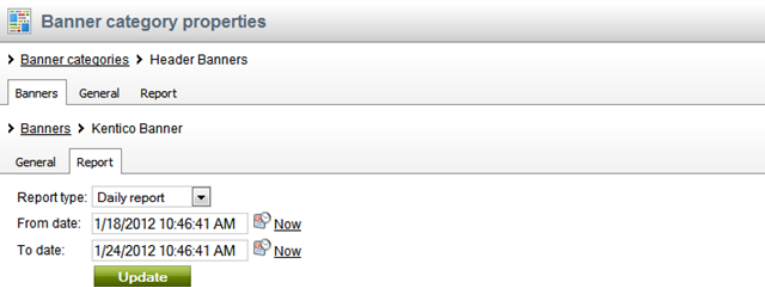 Banner category properties
Banner categories > Header Banners
Banners General Report
Banners > Kentico Banner
General Report
Report type: Daily report
From date: 1/18/2012 10:46:41 AM Now
To date: 1/24/2012 10:46:41 AM Now
Update